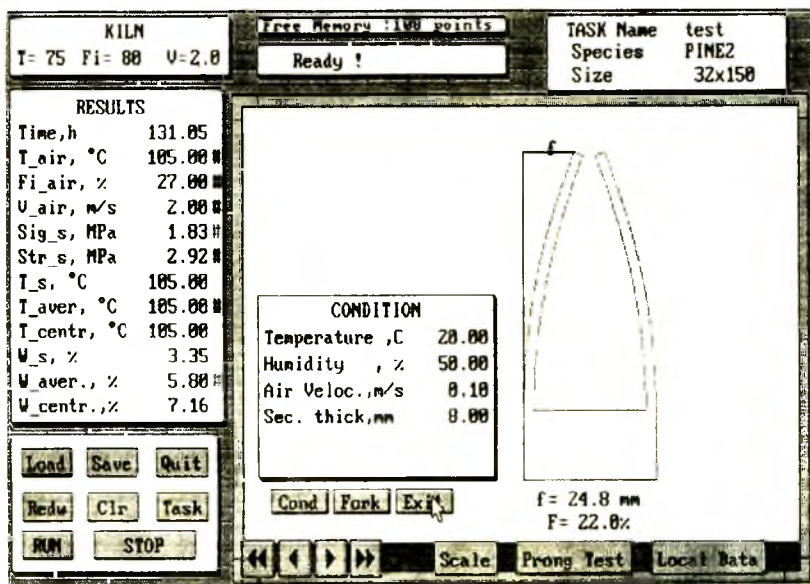 KILN
T= 75 Fi= 80 V=2.0
Free Memory :100 points
Ready !
TASK Name test
Species PINE2
Size 32x150
RESULTS
Time,h 131.05
T_air, °C 105.00 #
Fi_air, % 27.00 #
V_air, m/s 2.00 #
Sig_s, MPa 1.83 #
Str_s, MPa 2.92 #
T_s, °C 105.00
T_aver, °C 105.00 #
T_centr, °C 105.00
W_s, % 3.35
W_aver., % 5.80 #
W_centr.,% 7.16
f
CONDITION
Temperature ,C 20.00
Humidity , % 50.00
Air Veloc.,m/s 0.10
Sec. thick,mm 8.00
Load Save Quit
Redw Clr Task
RUN STOP
Cond Fork Exit
f= 24.8 mm
F= 22.0%
Scale Prong Test Local Data